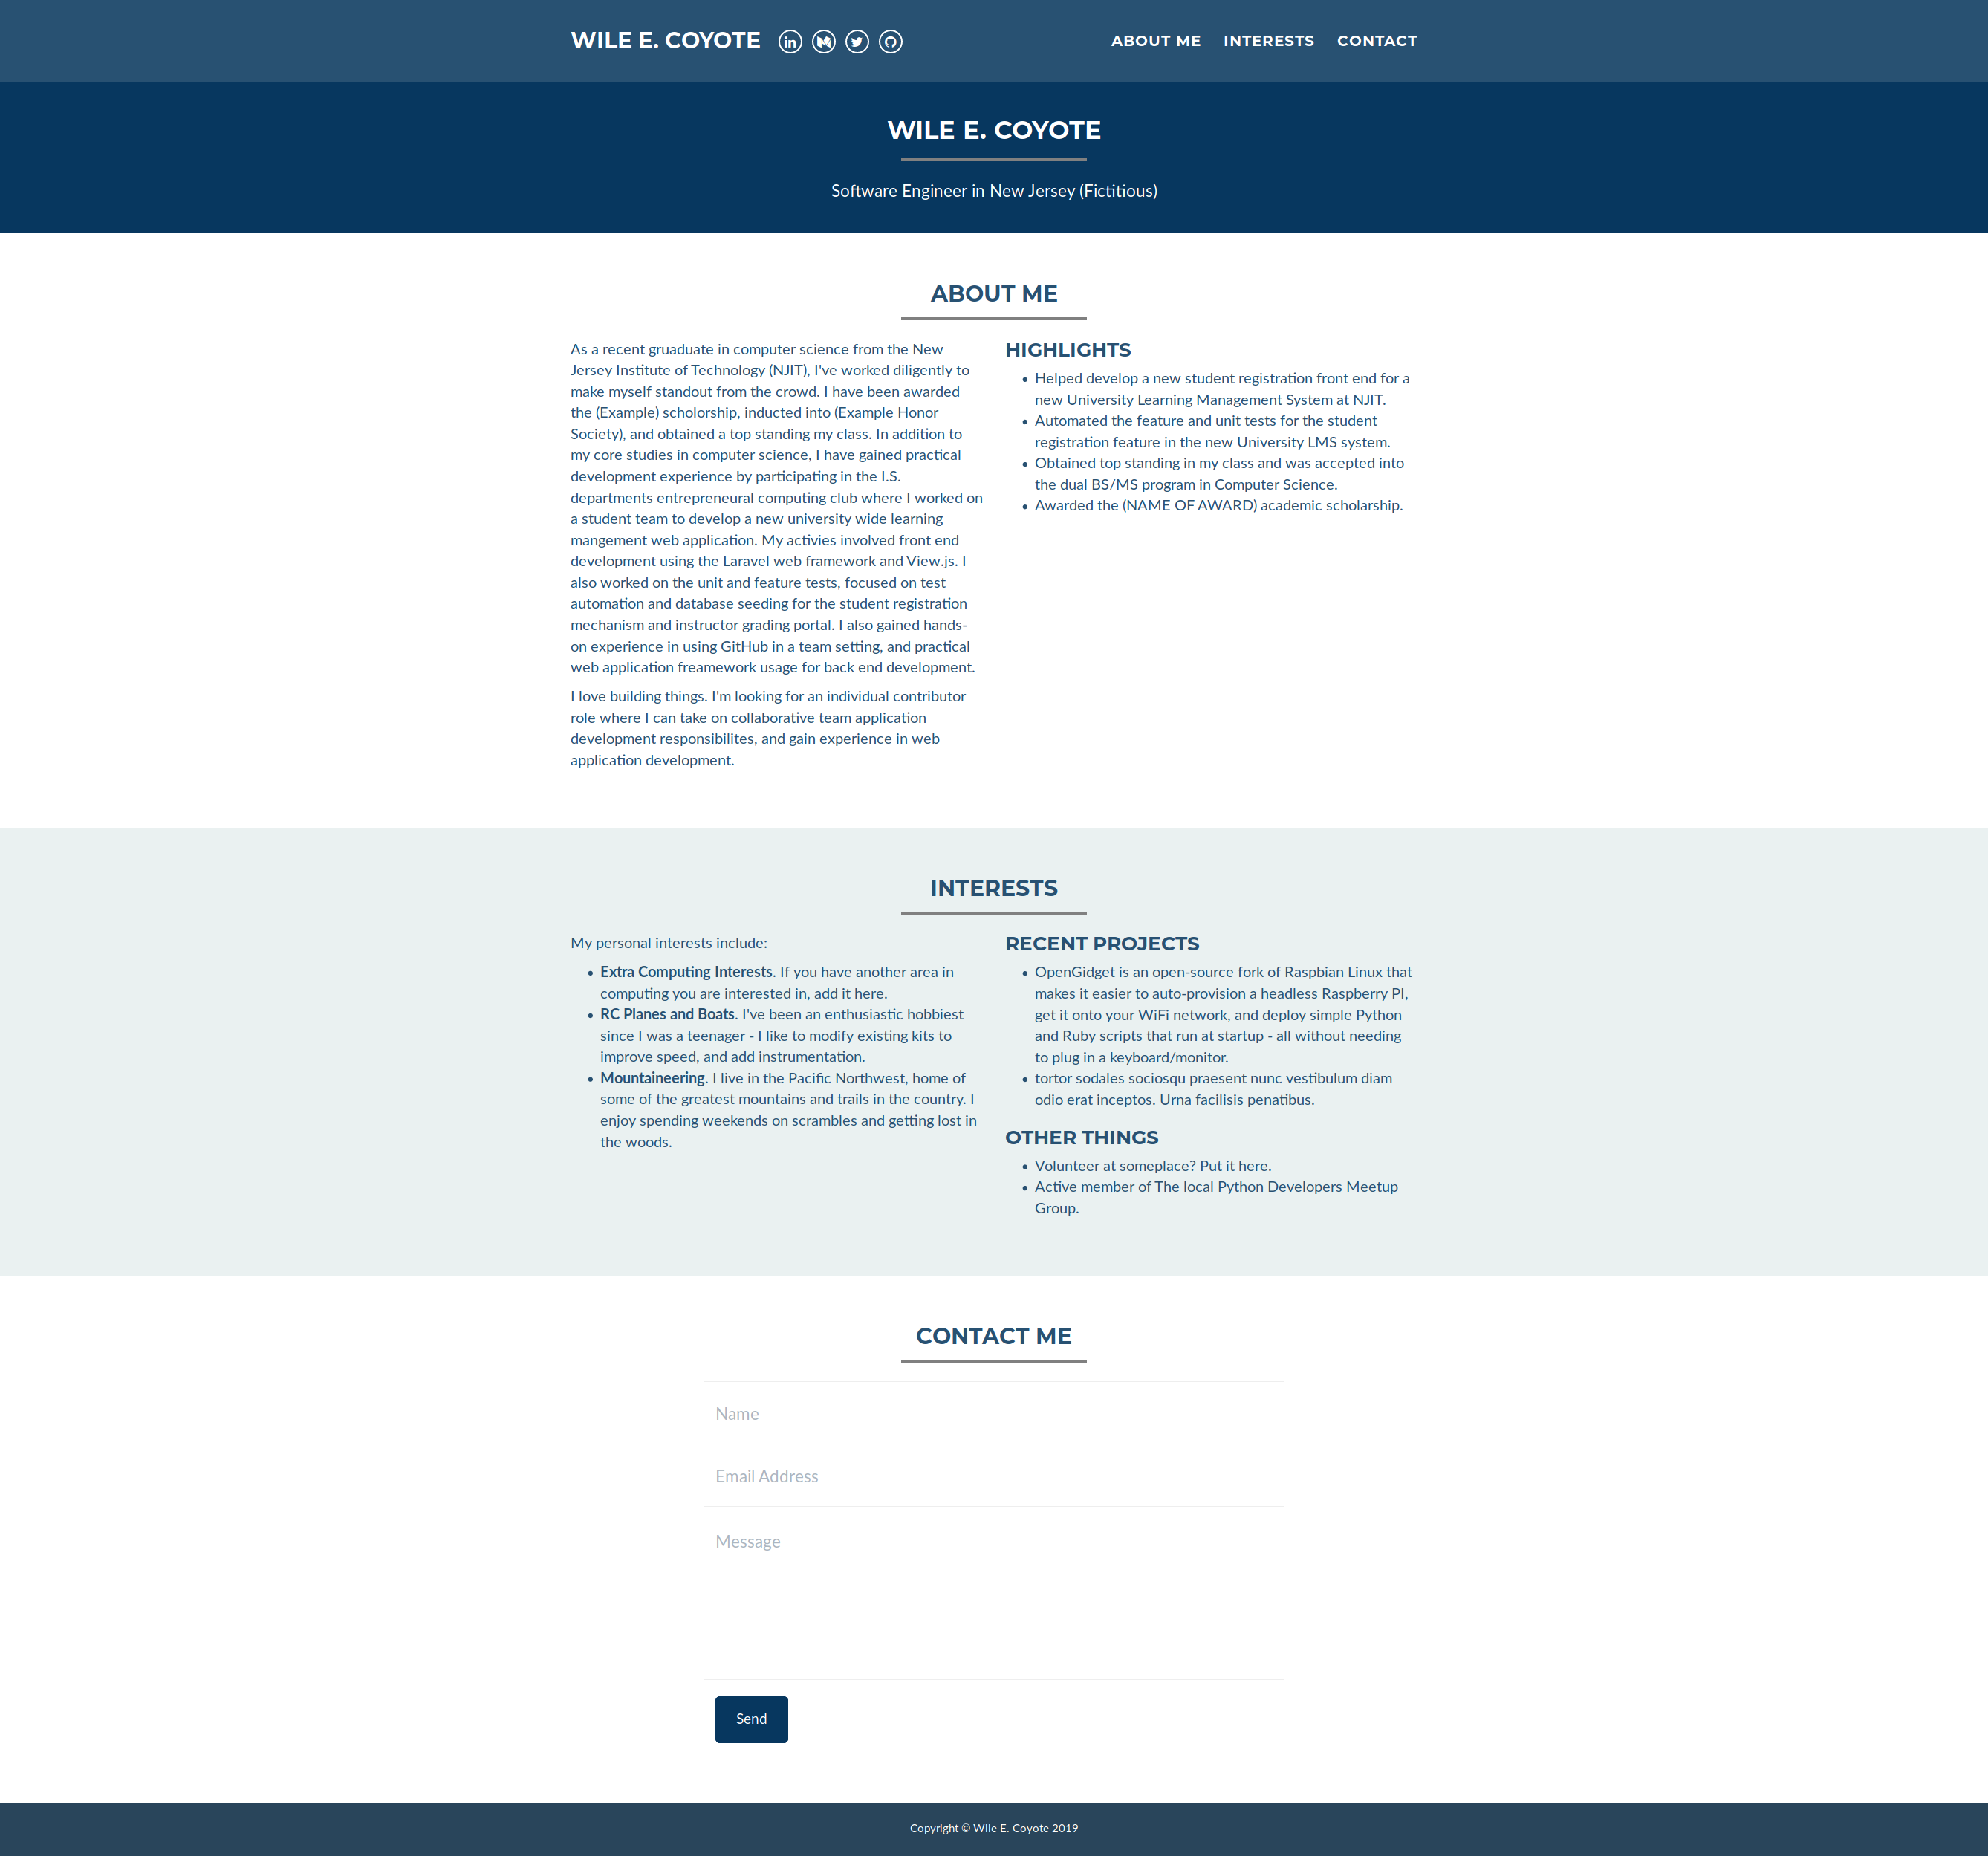 WILE E. COYOTE
ABOUT ME INTERESTS CONTACT
WILE E. COYOTE
Software Engineer in New Jersey (Fictitious)
ABOUT ME
As a recent gruaduate in computer science from the New
Jersey Institute of Technology (NJIT), I've worked diligently to
make myself standout from the crowd. I have been awarded
the (Example) scholorship, inducted into (Example Honor
Society), and obtained a top standing my class. In addition to
my core studies in computer science, I have gained practical
development experience by participating in the I.S.
departments entrepreneural computing club where I worked on
a student team to develop a new university wide learning
mangement web application. My activies involved front end
development using the Laravel web framework and View.js. I
also worked on the unit and feature tests, focused on test
automation and database seeding for the student registration
mechanism and instructor grading portal. I also gained hands-
on experience in using GitHub in a team setting, and practical
web application freamework usage for back end development.
I love building things. I'm looking for an individual contributor
role where I can take on collaborative team application
development responsibilites, and gain experience in web
application development.
HIGHLIGHTS
• Helped develop a new student registration front end for a
new University Learning Management System at NJIT.
• Automated the feature and unit tests for the student
registration feature in the new University LMS system.
• Obtained top standing in my class and was accepted into
the dual BS/MS program in Computer Science.
• Awarded the (NAME OF AWARD) academic scholarship.
INTERESTS
My personal interests include:
• Extra Computing Interests. If you have another area in
computing you are interested in, add it here.
• RC Planes and Boats. I've been an enthusiastic hobbiest
since I was a teenager - I like to modify existing kits to
improve speed, and add instrumentation.
• Mountaineering. I live in the Pacific Northwest, home of
some of the greatest mountains and trails in the country. I
enjoy spending weekends on scrambles and getting lost in
the woods.
RECENT PROJECTS
• OpenGidget is an open-source fork of Raspbian Linux that
makes it easier to auto-provision a headless Raspberry PI,
get it onto your WiFi network, and deploy simple Python
and Ruby scripts that run at startup - all without needing
to plug in a keyboard/monitor.
• tortor sodales sociosqu praesent nunc vestibulum diam
odio erat inceptos. Urna facilisis penatibus.
OTHER THINGS
• Volunteer at someplace? Put it here.
• Active member of The local Python Developers Meetup
Group.
CONTACT ME
Name
Email Address
Message
Send
Copyright © Wile E. Coyote 2019